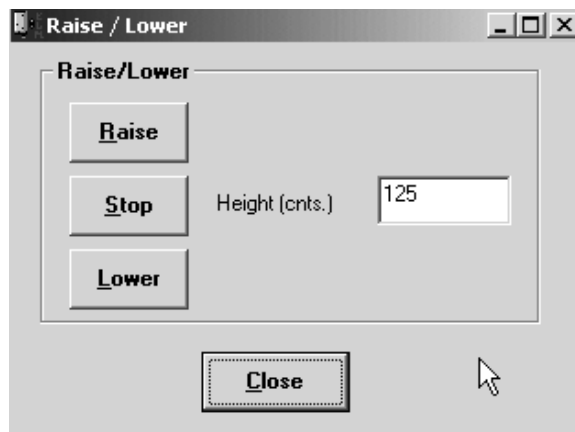 Raise / Lower
Raise/Lower
Raise
Stop
Height (cnts.)
125
Lower
Close